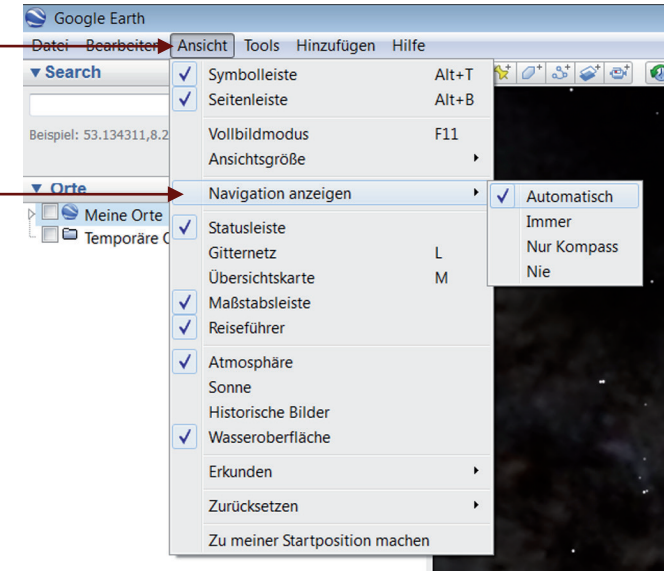 Google Earth
Datei Bearbeiten Ansicht Tools Hinzufügen Hilfe
Search
Beispiel: 53.134311,8.2
Orte
Meine Orte
Temporäre
Symbolleiste Alt+T
Seitenleiste Alt+B
Vollbildmodus F11
Ansichtsgröße
Navigation anzeigen
Statusleiste
Gitternetz L
Übersichtskarte M
Maßstabsleiste
Reiseführer
Atmosphäre
Sonne
Historische Bilder
Wasseroberfläche
Erkunden
Zurücksetzen
Zu meiner Startposition machen
Automatisch
Immer
Nur Kompass
Nie